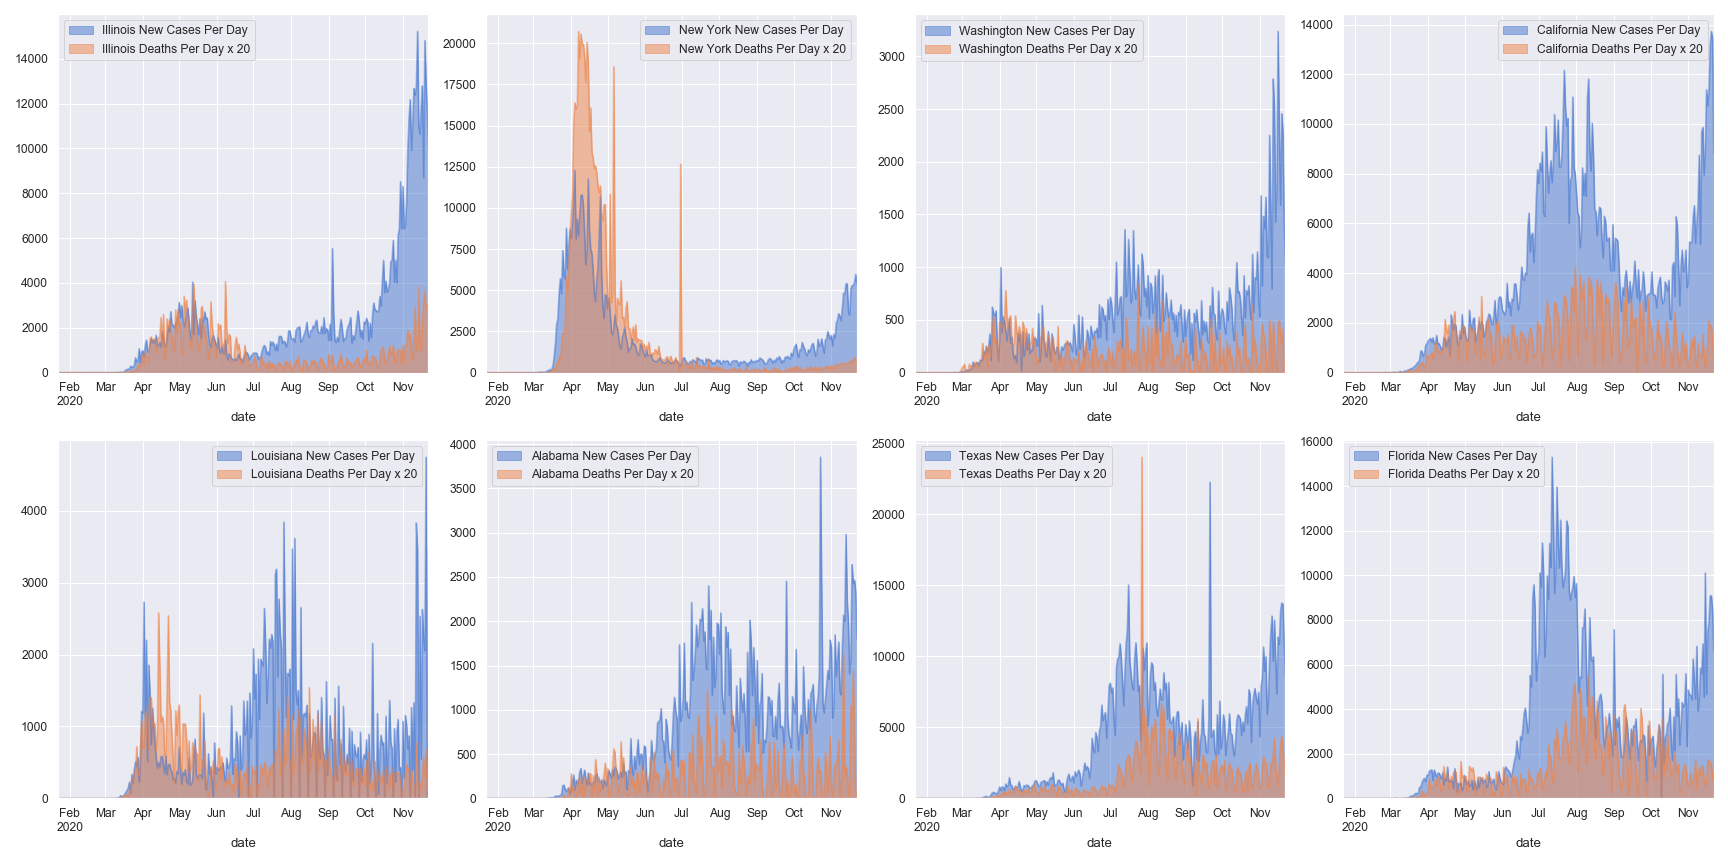 Illinois New Cases Per Day
Illinois Deaths Per Day x 20
14000
12000
10000
8000
6000
4000
2000
0
Feb Mar Apr May Jun Jul Aug Sep Oct Nov
2020
date
New York New Cases Per Day
New York Deaths Per Day x 20
20000
17500
15000
12500
10000
7500
5000
2500
0
Feb Mar Apr May Jun Jul Aug Sep Oct Nov
2020
date
Washington New Cases Per Day
Washington Deaths Per Day x 20
3000
2500
2000
1500
1000
500
0
Feb Mar Apr May Jun Jul Aug Sep Oct Nov
2020
date
California New Cases Per Day
California Deaths Per Day x 20
14000
12000
10000
8000
6000
4000
2000
0
Feb Mar Apr May Jun Jul Aug Sep Oct Nov
2020
date
Louisiana New Cases Per Day
Louisiana Deaths Per Day x 20
4000
3000
2000
1000
0
Feb Mar Apr May Jun Jul Aug Sep Oct Nov
2020
date
Alabama New Cases Per Day
Alabama Deaths Per Day x 20
4000
3500
3000
2500
2000
1500
1000
500
0
Feb Mar Apr May Jun Jul Aug Sep Oct Nov
2020
date
Texas New Cases Per Day
Texas Deaths Per Day x 20
25000
20000
15000
10000
5000
0
Feb Mar Apr May Jun Jul Aug Sep Oct Nov
2020
date
Florida New Cases Per Day
Florida Deaths Per Day x 20
16000
14000
12000
10000
8000
6000
4000
2000
0
Feb Mar Apr May Jun Jul Aug Sep Oct Nov
2020
date